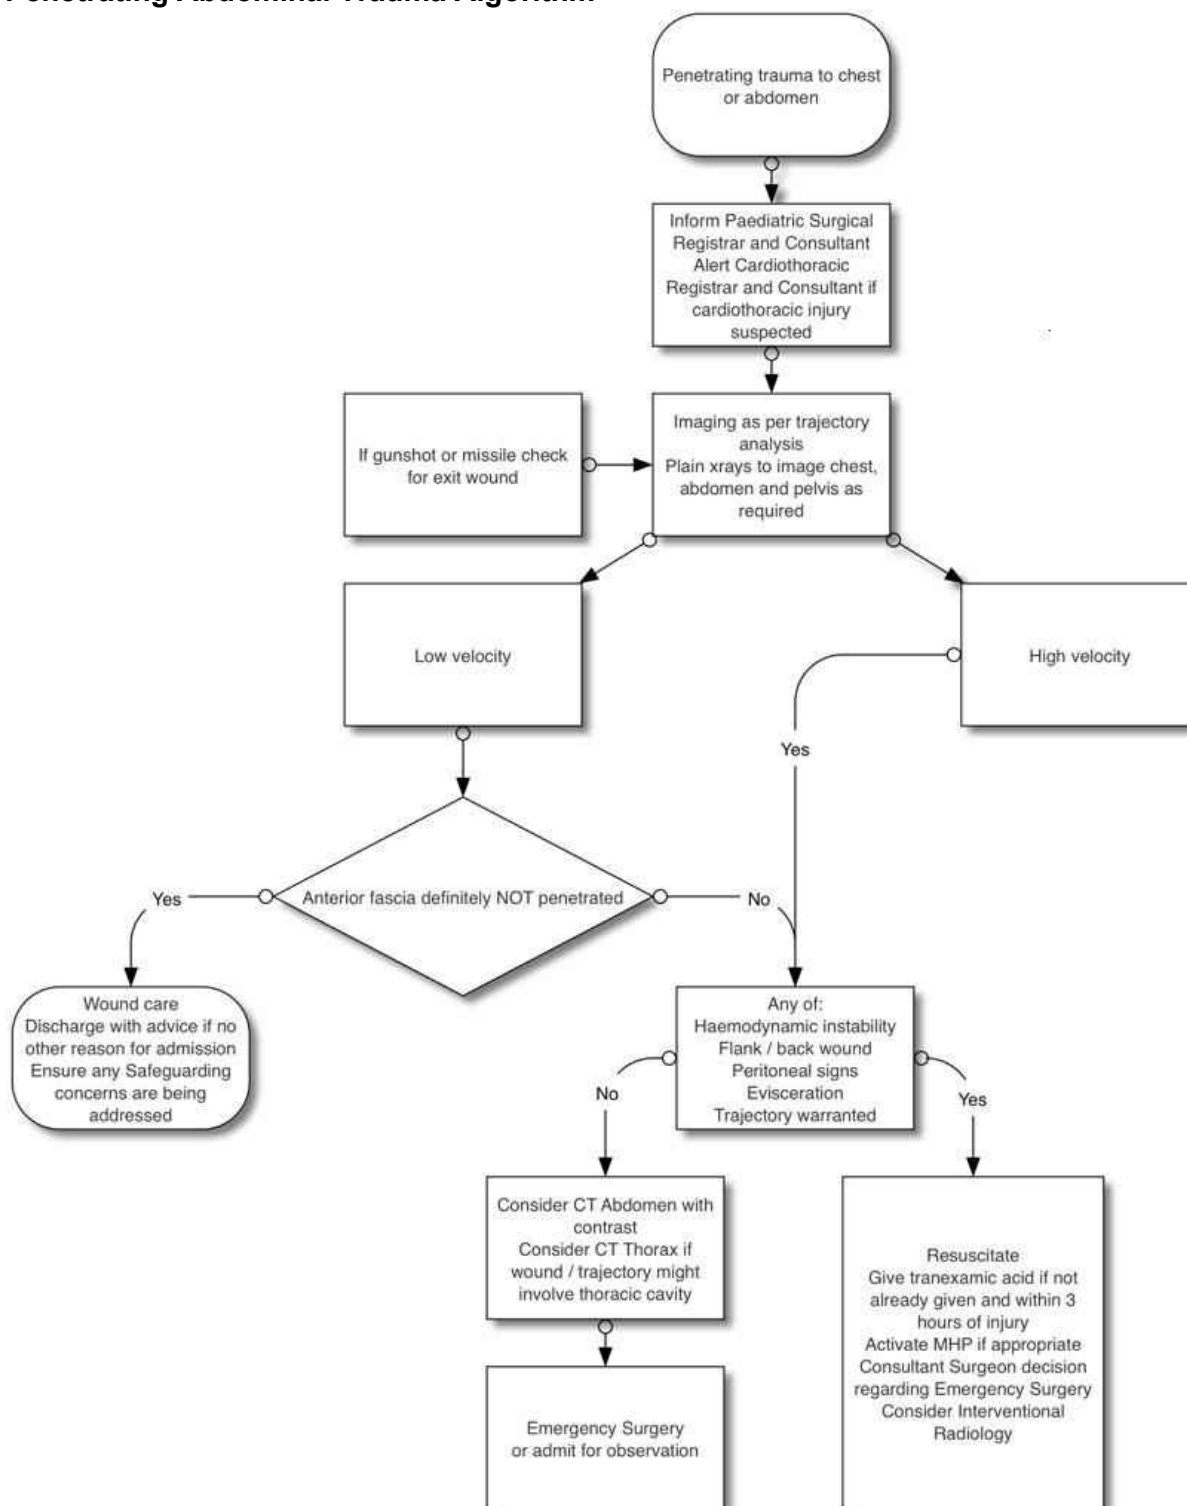 Penetrating Abdominal Trauma Algorithm
Penetrating trauma to chest
or abdomen
Inform Paediatric Surgical
Registrar and Consultant
Alert Cardiothoracic
Registrar and Consultant if
cardiothoracic injury
suspected
If gunshot or missile check
for exit wound
Imaging as per trajectory
analysis
Plain xrays to image chest,
abdomen and pelvis as
required
Low velocity
High velocity
Yes
Anterior fascia definitely NOT penetrated
Yes
No
Wound care
Discharge with advice if no
other reason for admission
Ensure any Safeguarding
concerns are being
addressed
Any of:
Haemodynamic instability
Flank / back wound
Peritoneal signs
Evisceration
Trajectory warranted
No
Yes
Consider CT Abdomen with
contrast
Consider CT Thorax if
wound / trajectory might
involve thoracic cavity
Resuscitate
Give tranexamic acid if not
already given and within 3
hours of injury
Activate MHP if appropriate
Consultant Surgeon decision
regarding Emergency Surgery
Consider Interventional
Radiology
Emergency Surgery
or admit for observation